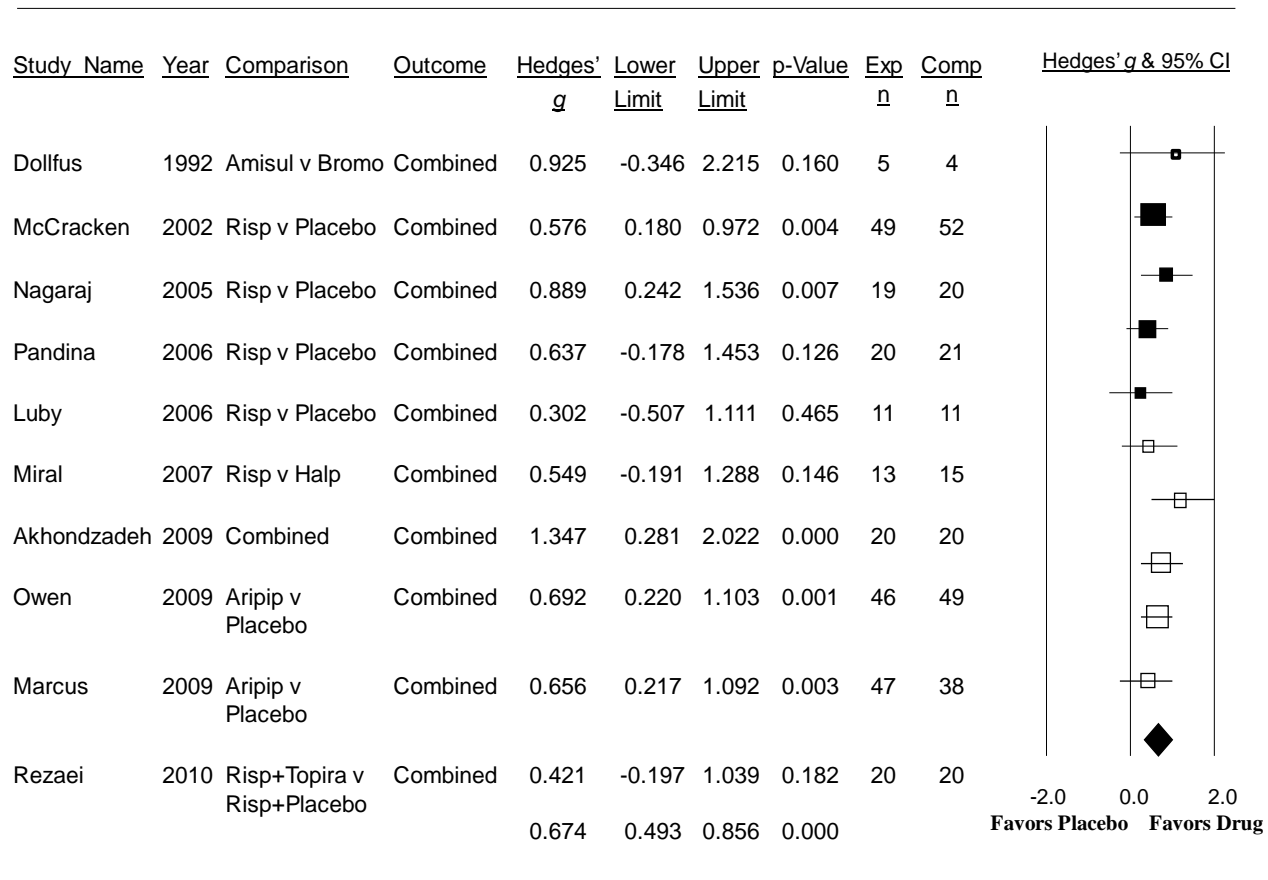 Study Name Year Comparison Outcome Hedges' Lower Upper p-Value Exp Comp Hedges' g & 95% CI
g Limit Limit n n
Dollfus 1992 Amisul v Bromo Combined 0.925 -0.346 2.215 0.160 5 4
McCracken 2002 Risp v Placebo Combined 0.576 0.180 0.972 0.004 49 52
Nagaraj 2005 Risp v Placebo Combined 0.889 0.242 1.536 0.007 19 20
Pandina 2006 Risp v Placebo Combined 0.637 -0.178 1.453 0.126 20 21
Luby 2006 Risp v Placebo Combined 0.302 -0.507 1.111 0.465 11 11
Miral 2007 Risp v Halp Combined 0.549 -0.191 1.288 0.146 13 15
Akhondzadeh 2009 Combined Combined 1.347 0.281 2.022 0.000 20 20
Owen 2009 Aripip v Combined 0.692 0.220 1.103 0.001 46 49
Placebo
Marcus 2009 Aripip v Combined 0.656 0.217 1.092 0.003 47 38
Placebo
Rezaei 2010 Risp+Topira v Combined 0.421 -0.197 1.039 0.182 20 20
Risp+Placebo
-2.0 0.0 2.0
0.674 0.493 0.856 0.000
Favors Placebo Favors Drug